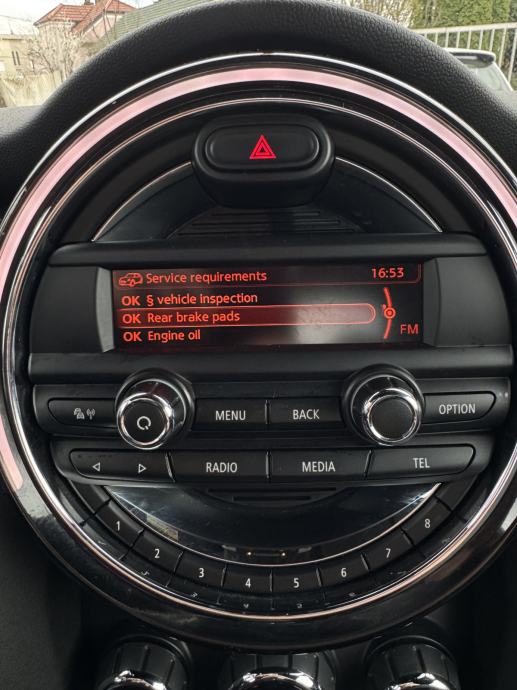 Service requirements 16:53
OK § vehicle inspection
OK Rear brake pads
OK Engine oil
FM
MENU BACK OPTION
RADIO MEDIA TEL
1 2 3 4 5 6 7 8